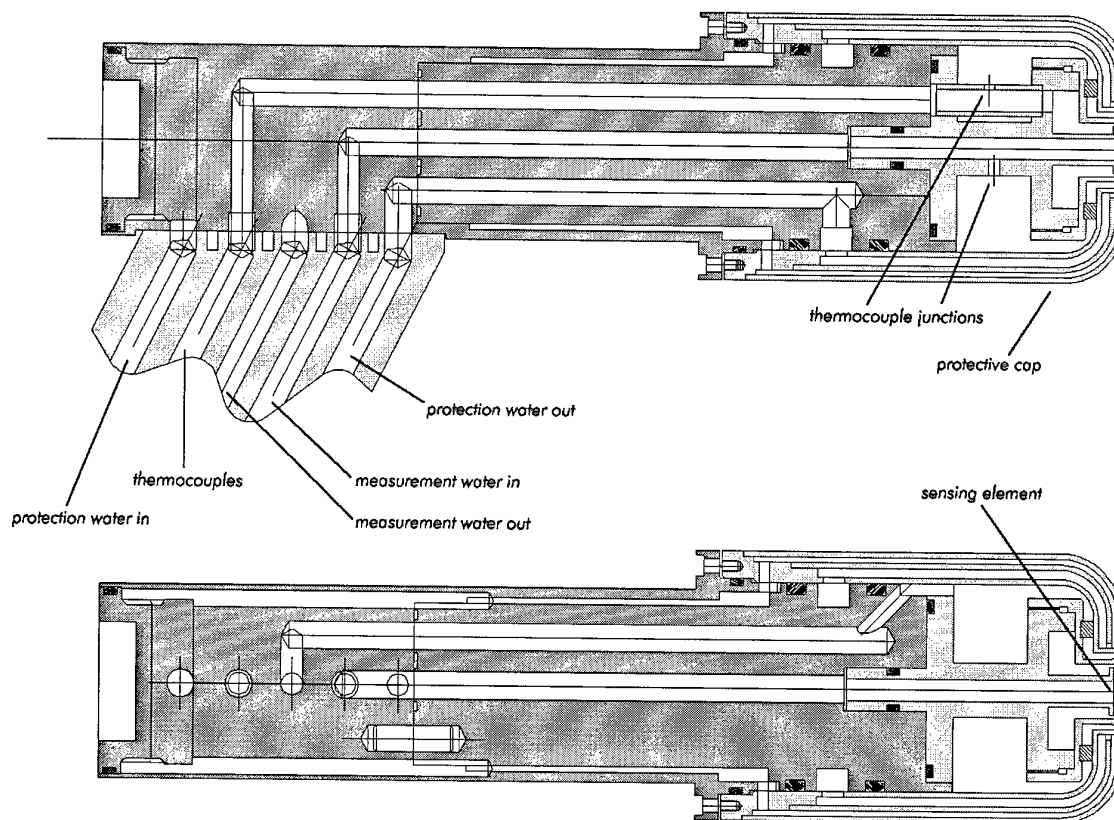 thermocouple junctions
protective cap
protection water out
thermocouples
measurement water in
sensing element
protection water in
measurement water out